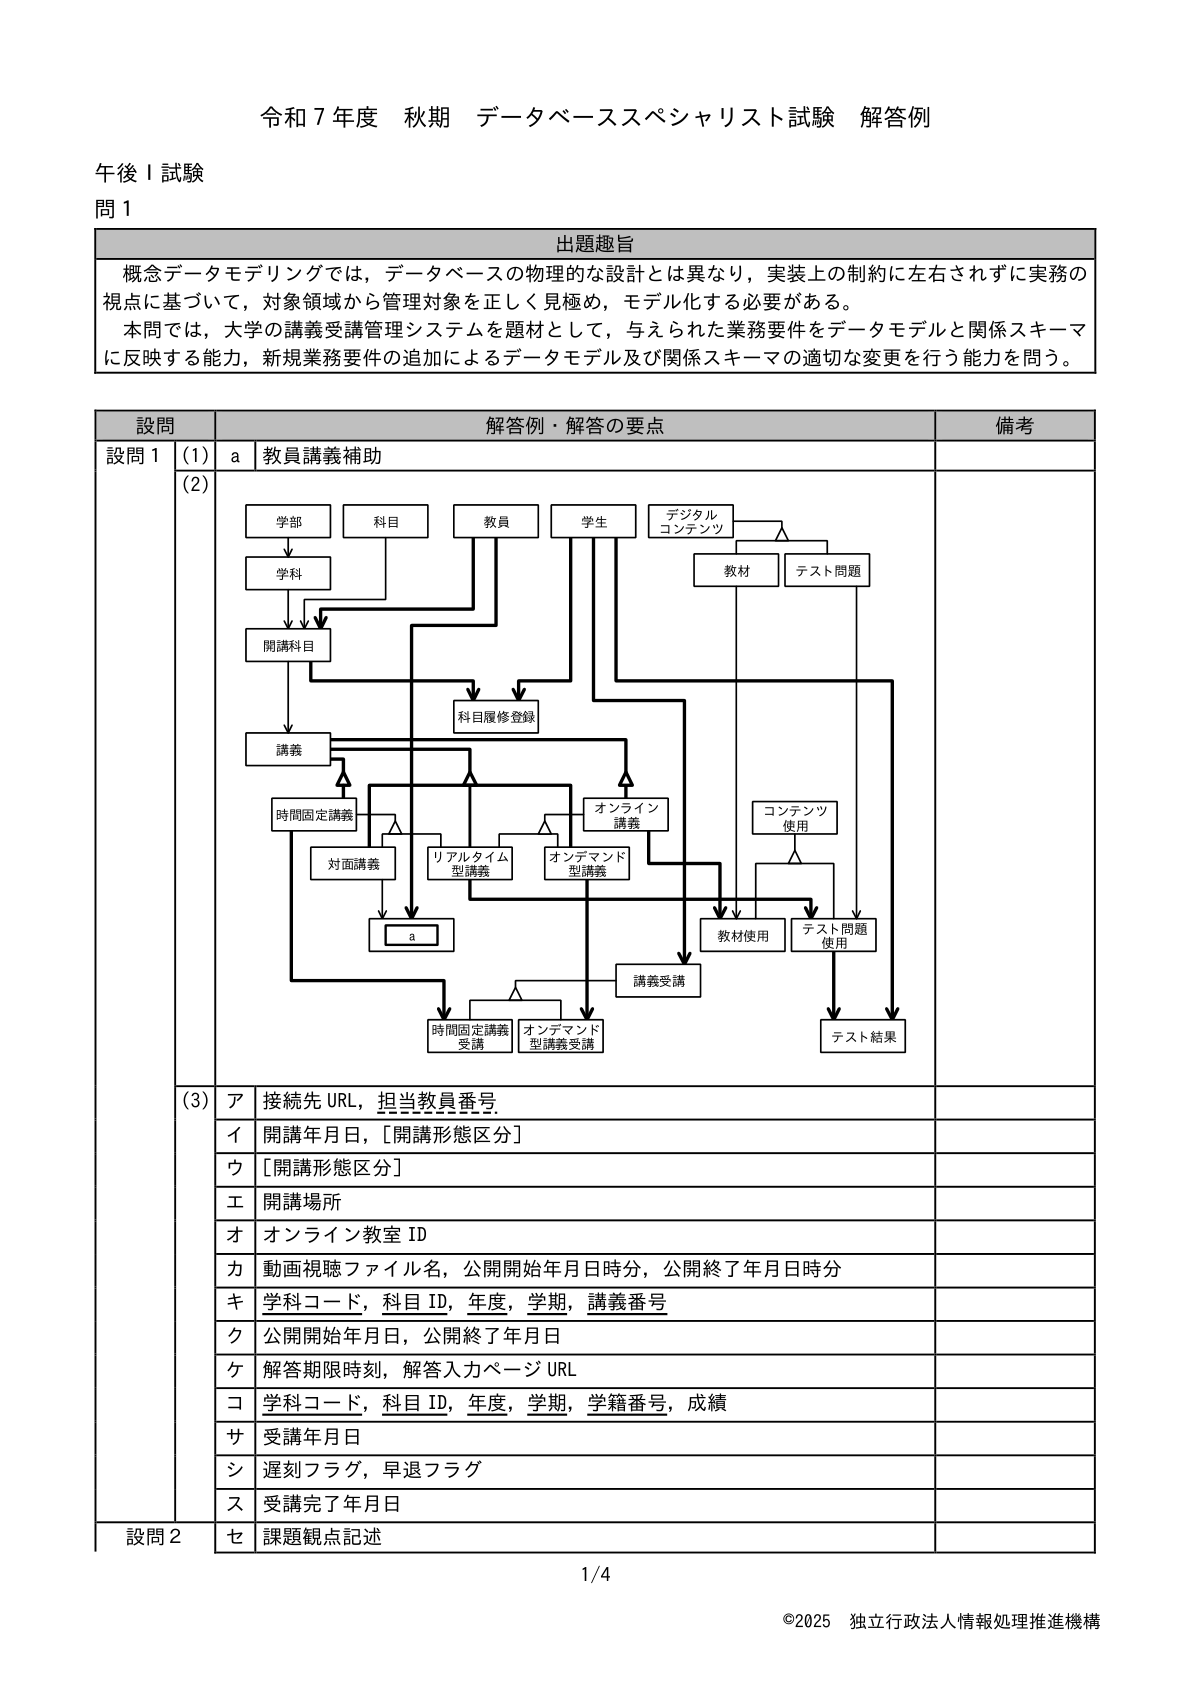 令和7年度　秋期　データベーススペシャリスト試験　解答例
午後Ⅰ試験
問1
出題趣旨
　概念データモデリングでは，データベースの物理的な設計とは異なり，実装上の制約に左右されずに実務の
視点に基づいて，対象領域から管理対象を正しく見極め，モデル化する必要がある。
　本問では，大学の講義受講管理システムを題材として，与えられた業務要件をデータモデルと関係スキーマ
に反映する能力，新規業務要件の追加によるデータモデル及び関係スキーマの適切な変更を行う能力を問う。
設問 解答例・解答の要点 備考
設問1 (1) a 教員講義補助
(2)
学部 科目 教員 学生 デジタル
コンテンツ
学科 教材 テスト問題
開講科目
科目履修登録
講義
時間固定講義 オンライン
講義 コンテンツ
使用
対面講義 リアルタイム
型講義 オンデマンド
型講義
a 教材使用 テスト問題
使用
講義受講
時間固定講義
受講 オンデマンド
型講義受講 テスト結果
(3) ア 接続先URL，担当教員番号
イ 開講年月日，[開講形態区分]
ウ [開講形態区分]
エ 開講場所
オ オンライン教室ID
カ 動画視聴ファイル名，公開開始年月日時分，公開終了年月日時分
キ 学科コード，科目ID，年度，学期，講義番号
ク 公開開始年月日，公開終了年月日
ケ 解答期限時刻，解答入力ページURL
コ 学科コード，科目ID，年度，学期，学籍番号，成績
サ 受講年月日
シ 遅刻フラグ，早退フラグ
ス 受講完了年月日
設問2 セ 課題観点記述
1/4
©2025　独立行政法人情報処理推進機構